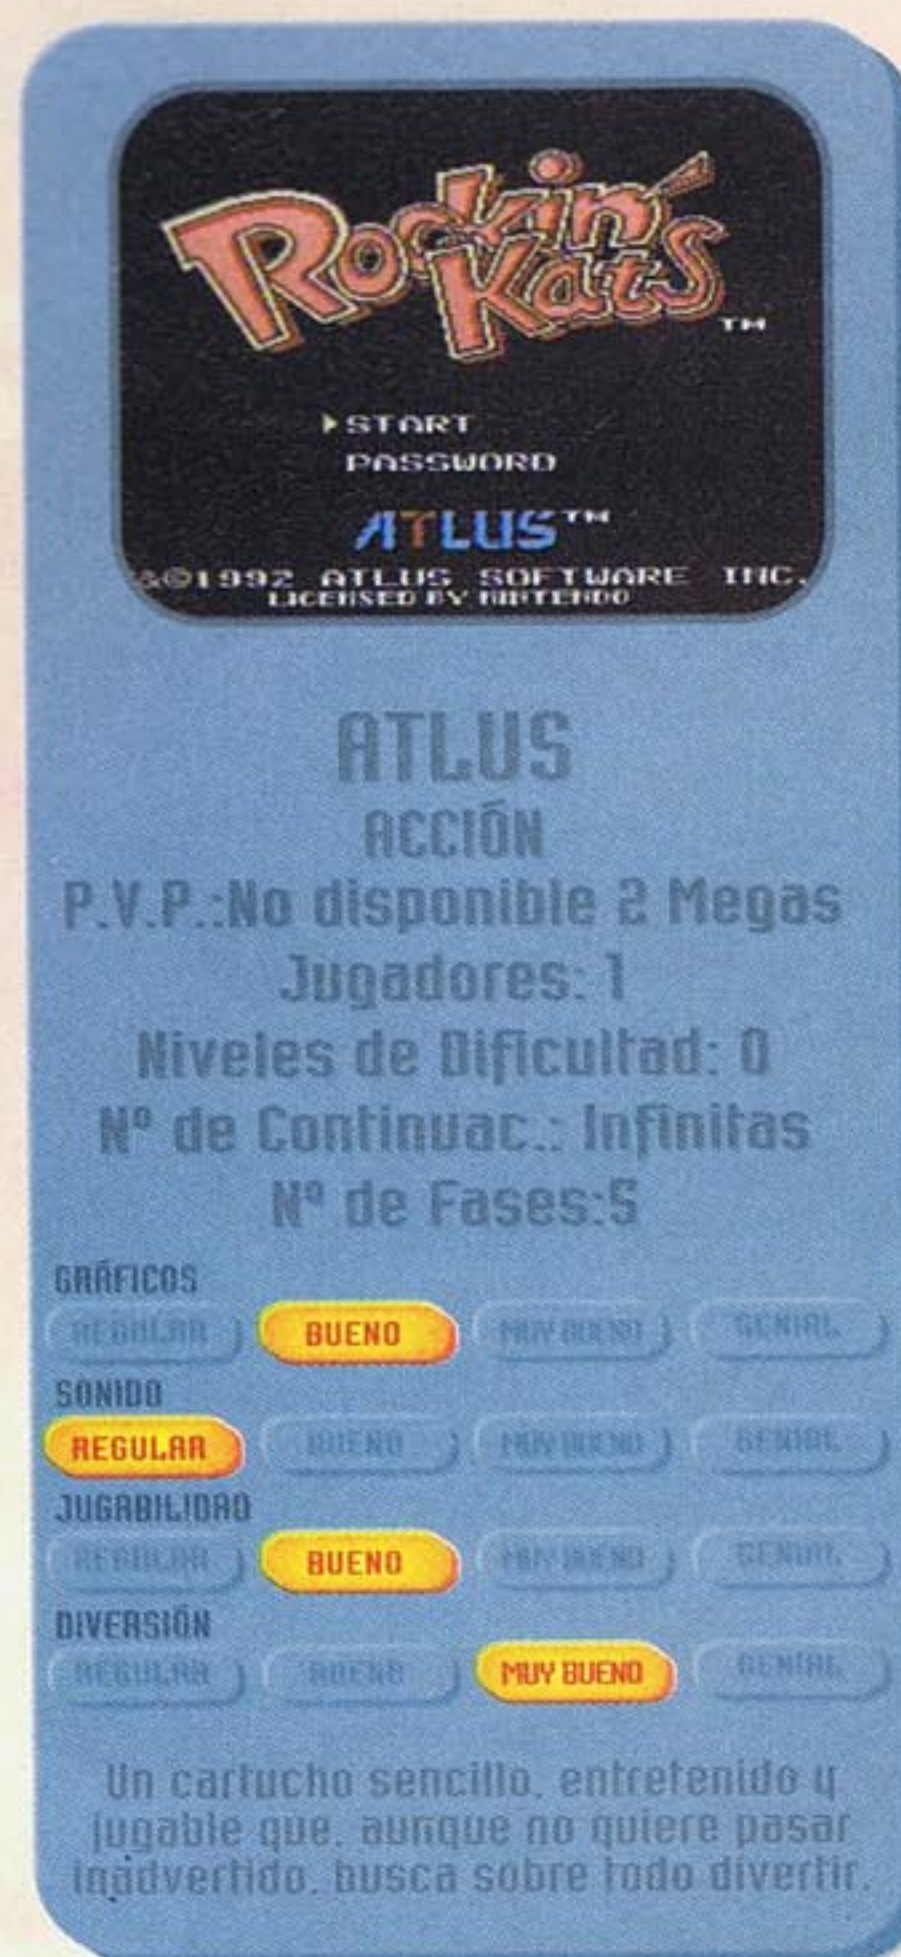 Rockin' Kats™
START
PASSWORD
ATLUS™
&©1992 ATLUS SOFTWARE INC.
LICENSED BY NINTENDO
ATLUS
ACCIÓN
P.V.P.:No disponible 2 Megas
Jugadores: 1
Niveles de Dificultad: 0
Nº de Continuac.: Infinitas
Nº de Fases:5
GRÁFICOS
REGULAR BUENO MUY BUENO GENIAL
SONIDO
REGULAR BUENO MUY BUENO GENIAL
JUGABILIDAD
REGULAR BUENO MUY BUENO GENIAL
DIVERSIÓN
REGULAR BUENO MUY BUENO GENIAL
Un cartucho sencillo, entretenido y
jugable que, aunque no quiere pasar
inadvertido, busca sobre todo divertir.